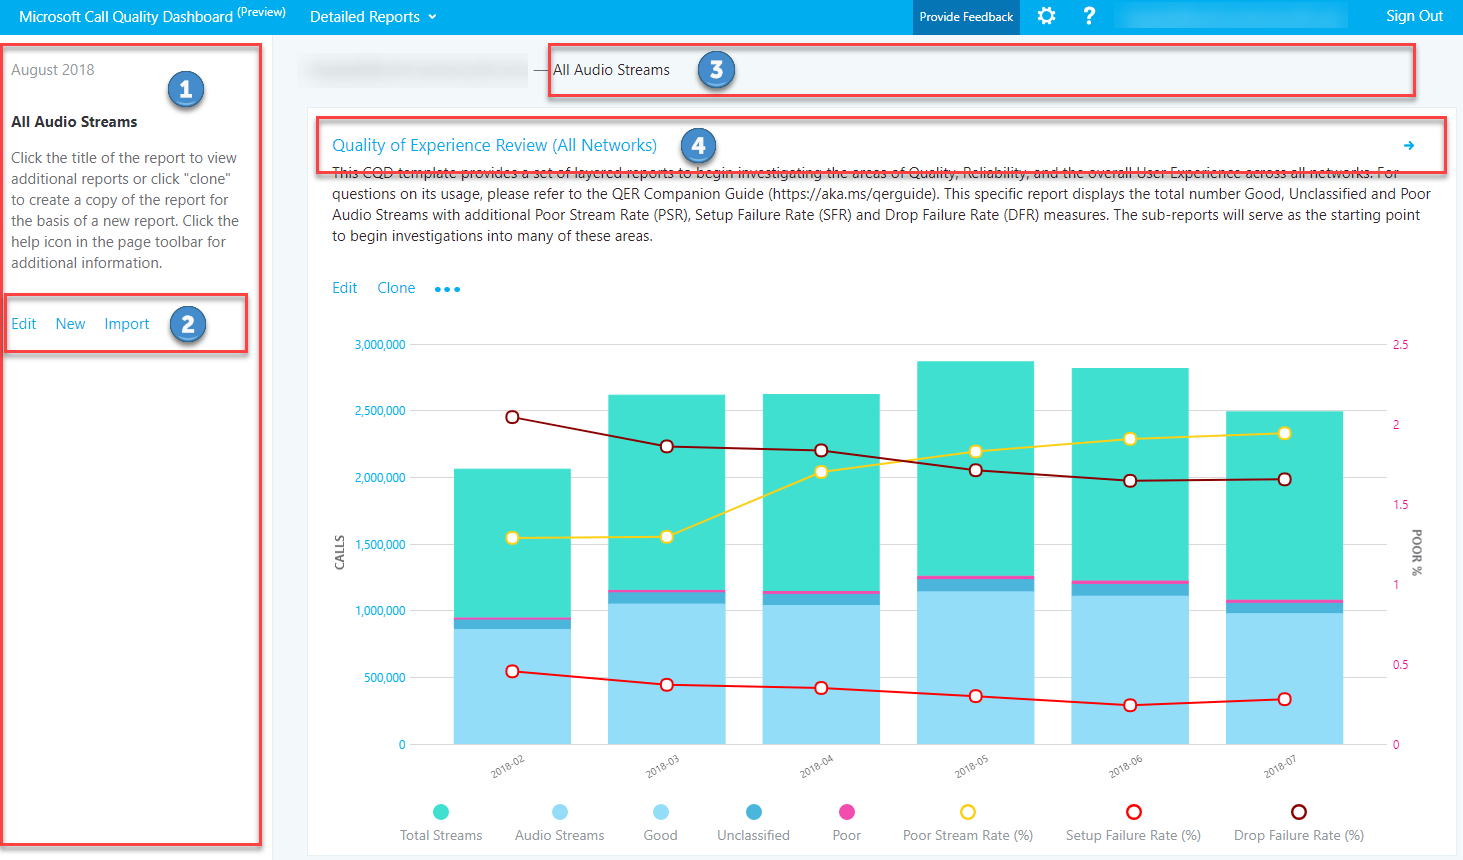 Microsoft Call Quality Dashboard (Preview) Detailed Reports Provide Feedback ? Sign Out
August 2018
1
All Audio Streams
Click the title of the report to view
additional reports or click "clone"
to create a copy of the report for
the basis of a new report. Click the
help icon in the page toolbar for
additional information.
Edit New Import 2
— All Audio Streams 3
Quality of Experience Review (All Networks) 4 →
This CQD template provides a set of layered reports to begin investigating the areas of Quality, Reliability, and the overall User Experience across all networks. For
questions on its usage, please refer to the QER Companion Guide (https://aka.ms/qerguide). This specific report displays the total number Good, Unclassified and Poor
Audio Streams with additional Poor Stream Rate (PSR), Setup Failure Rate (SFR) and Drop Failure Rate (DFR) measures. The sub-reports will serve as the starting point
to begin investigations into many of these areas.
Edit Clone •••
3,000,000 2.5
2,500,000
2
2,000,000
1.5
1,500,000
CALLS
POOR %
1
1,000,000
0.5
500,000
0 0
2018-02 2018-03 2018-04 2018-05 2018-06 2018-07
Total Streams Audio Streams Good Unclassified Poor Poor Stream Rate (%) Setup Failure Rate (%) Drop Failure Rate (%)